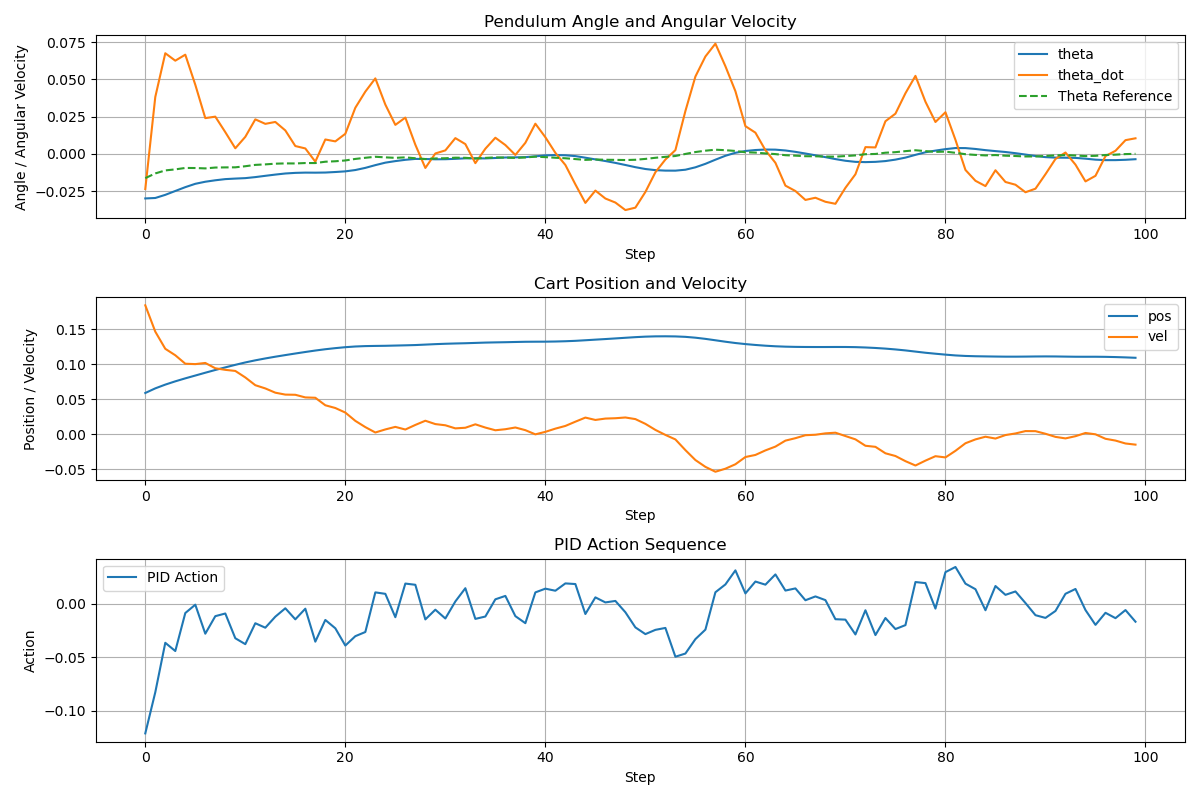 Pendulum Angle and Angular Velocity
Angle / Angular Velocity
0.075
0.050
0.025
0.000
−0.025
theta
theta_dot
Theta Reference
0 20 40 60 80 100
Step
Cart Position and Velocity
Position / Velocity
0.15
0.10
0.05
0.00
−0.05
pos
vel
0 20 40 60 80 100
Step
PID Action Sequence
Action
0.00
−0.05
−0.10
PID Action
0 20 40 60 80 100
Step